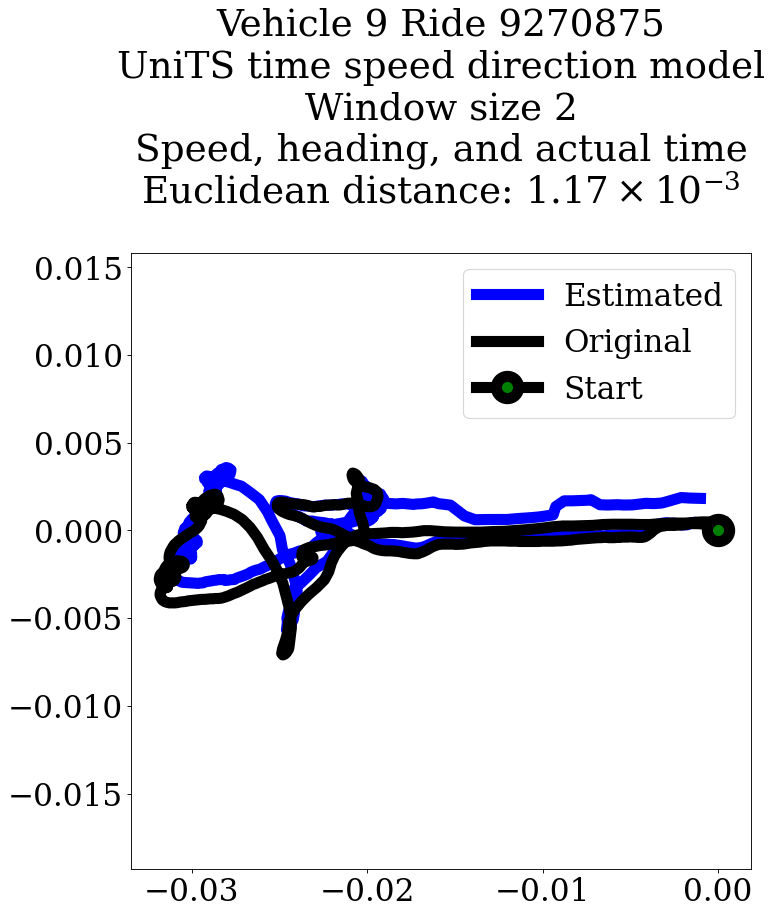 Vehicle 9 Ride 9270875
UniTS time speed direction model
Window size 2
Speed, heading, and actual time
Euclidean distance: 1.17 × 10⁻³
Estimated
Original
Start
0.015
0.010
0.005
0.000
−0.005
−0.010
−0.015
−0.03 −0.02 −0.01 0.00